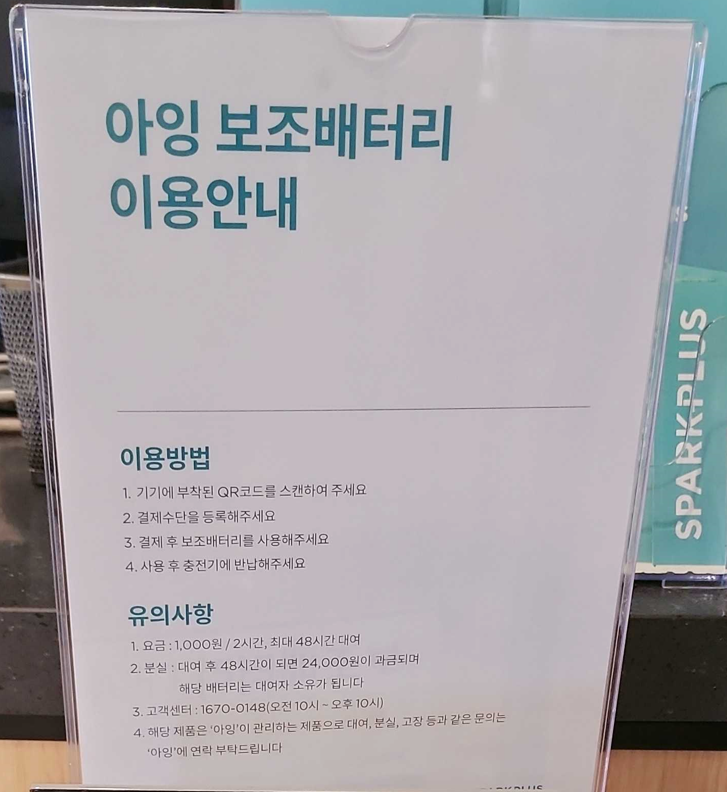 아잉 보조배터리
이용안내
이용방법
1. 기기에 부착된 QR코드를 스캔하여 주세요
2. 결제수단을 등록해주세요
3. 결제 후 보조배터리를 사용해주세요
4. 사용 후 충전기에 반납해주세요
유의사항
1. 요금 : 1,000원 / 2시간, 최대 48시간 대여
2. 분실 : 대여 후 48시간이 되면 24,000원이 과금되며
해당 배터리는 대여자 소유가 됩니다
3. 고객센터 : 1670-0148(오전 10시 ~ 오후 10시)
4. 해당 제품은 '아잉'이 관리하는 제품으로 대여, 분실, 고장 등과 같은 문의는
'아잉'에 연락 부탁드립니다
SPARKPLUS